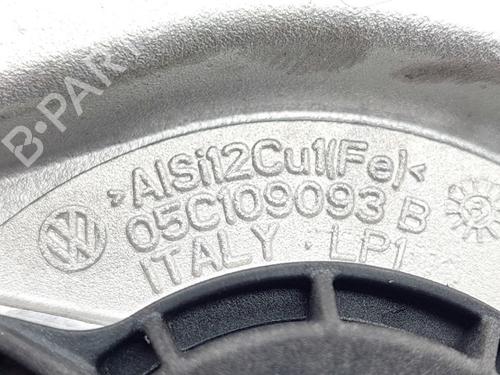 B-PART
>AlSi12Cu1(Fe)<
05C109093 B
ITALY · LP1